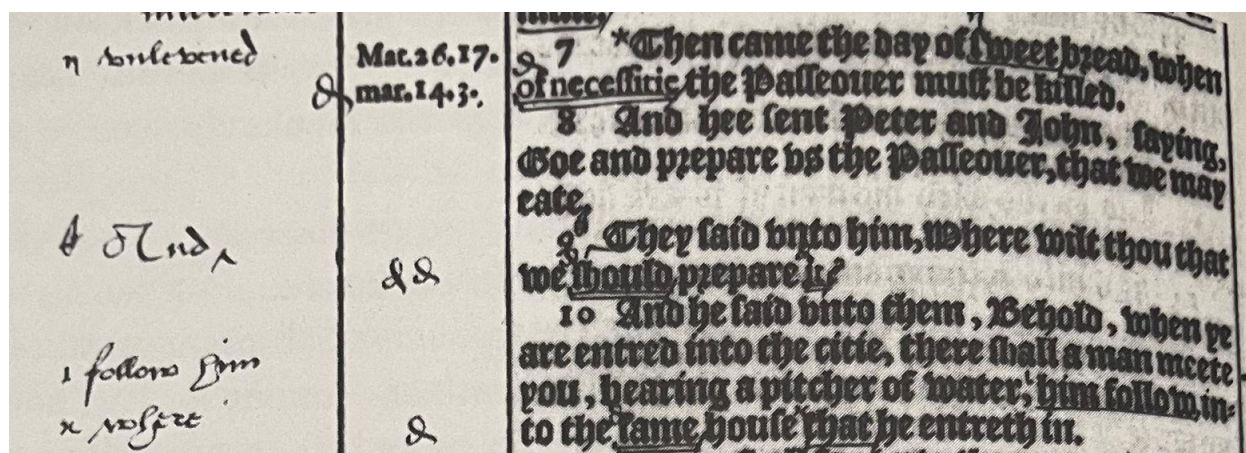 η vnlevened
Mat.26.17.
mar.14.3.
7 *Then came the day of sweet bread, when
of necessitie the Passeouer must be killed.
8 And hee sent Peter and John, saying,
Goe and prepare vs the Passeouer, that we may
eate.
And
9 They said vnto him, Where wilt thou that
we should prepare it?
10 And he said vnto them, Behold, when ye
are entred into the citie, there shall a man meete
you, bearing a pitcher of water, him follow in-
to the same house that he entreth in.
ι follow him
κ where